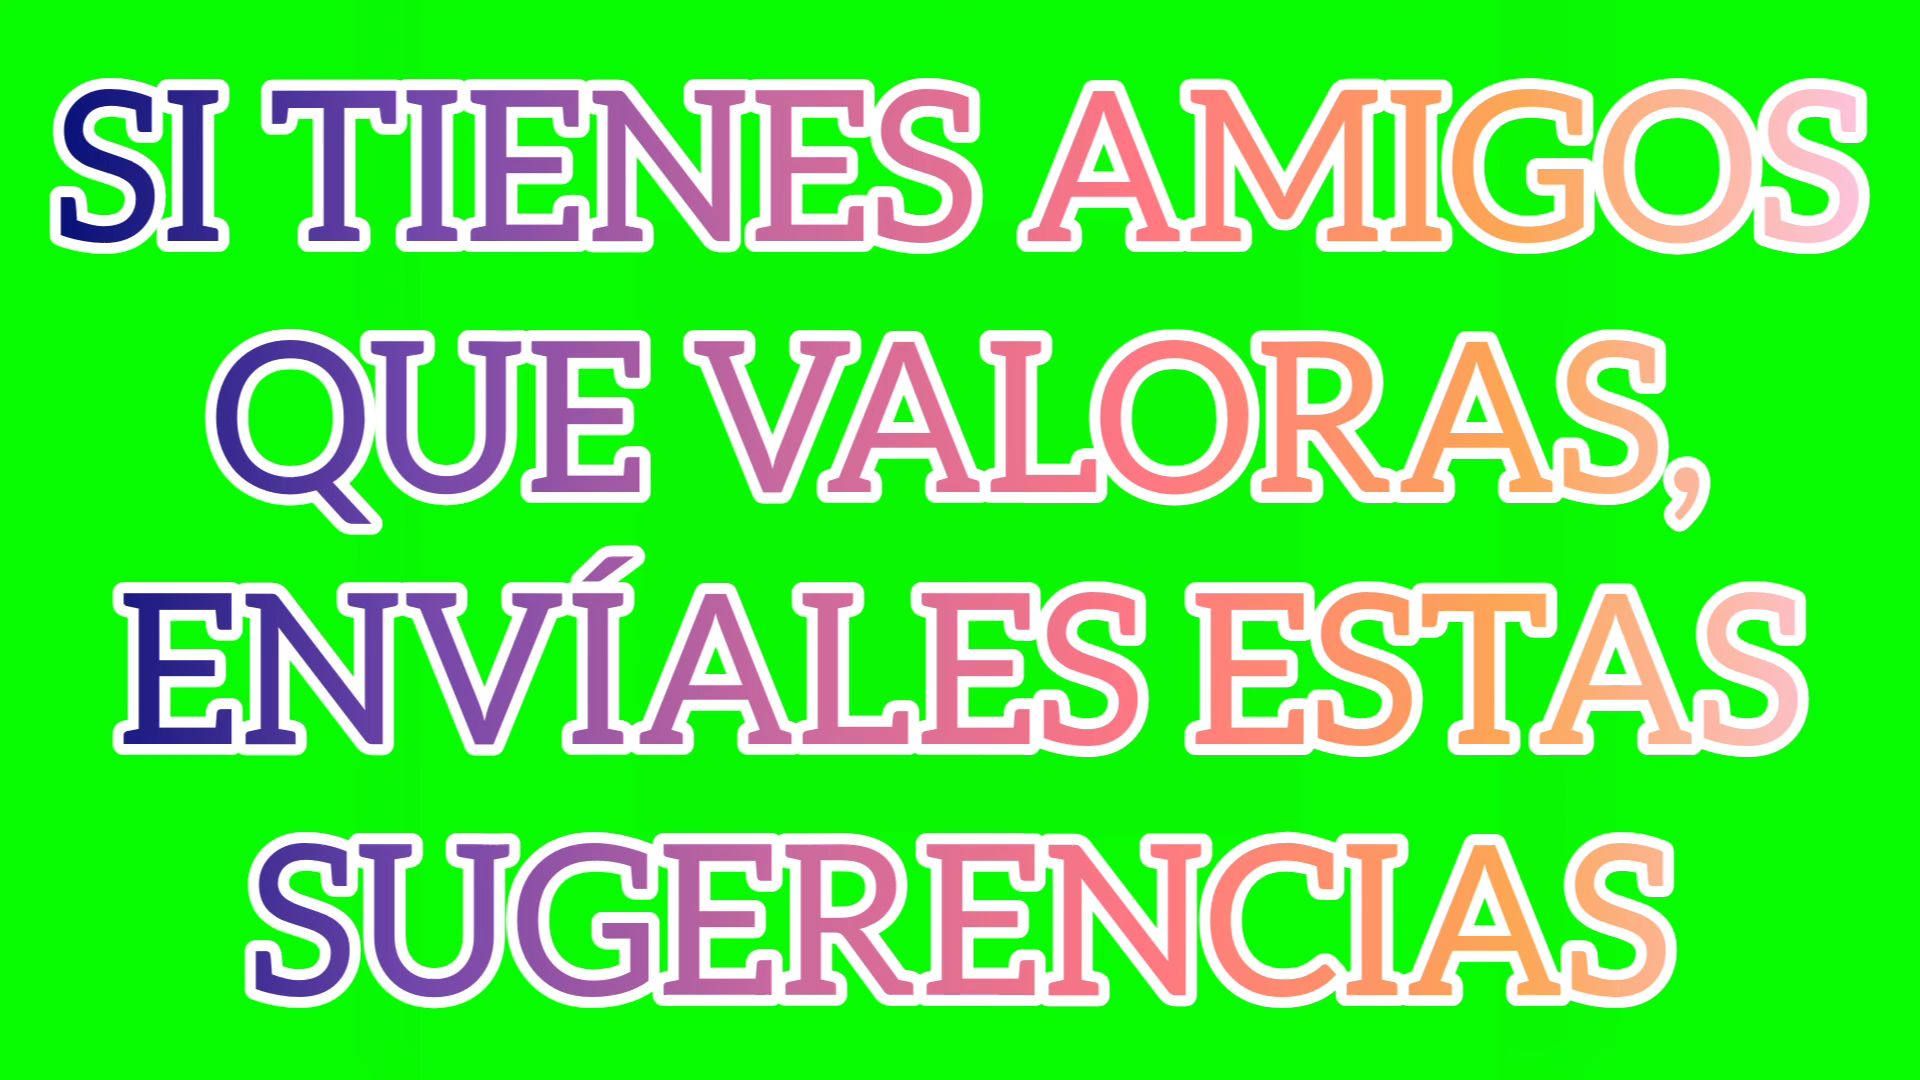 SI TIENES AMIGOS
QUE VALORAS,
ENVÍALES ESTAS
SUGERENCIAS